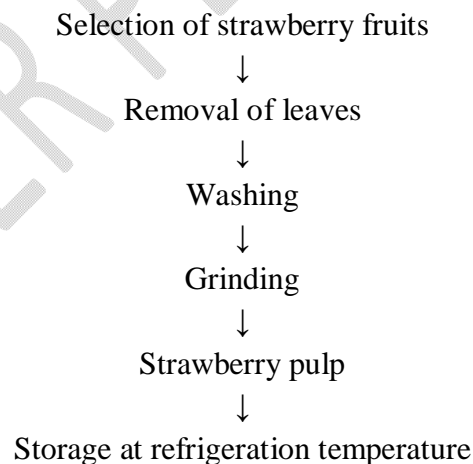 Selection of strawberry fruits
↓
Removal of leaves
↓
Washing
↓
Grinding
↓
Strawberry pulp
↓
Storage at refrigeration temperature